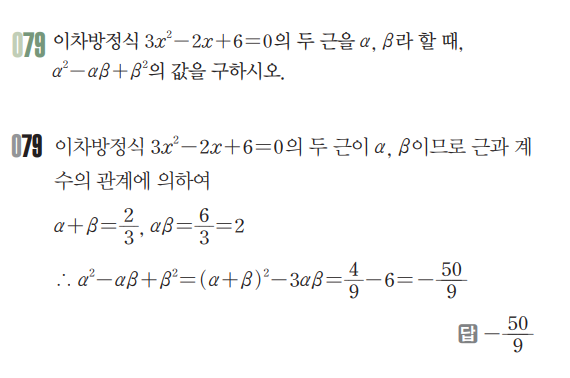 079 이차방정식 3x²-2x+6=0의 두 근을 α, β라 할 때,
α²-αβ+β²의 값을 구하시오.
079 이차방정식 3x²-2x+6=0의 두 근이 α, β이므로 근과 계
수의 관계에 의하여
α+β=2/3, αβ=6/3=2
∴ α²-αβ+β²=(α+β)²-3αβ=4/9-6=-50/9
답 -50/9